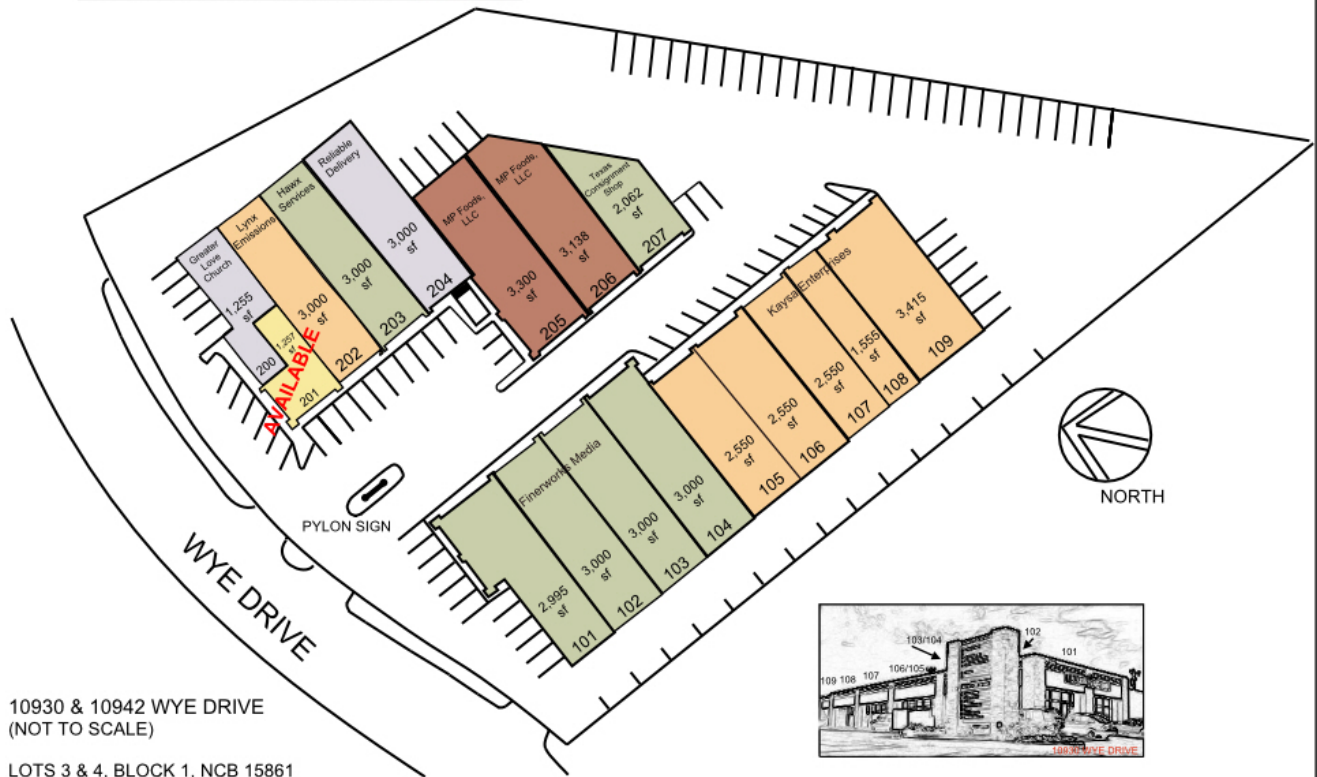 Greater
Love
Church
1,255
sf
200
1,257
sf
AVAILABLE
201
Lynx
Emissions
3,000
sf
202
Hawx
Services
3,000
sf
203
Reliable
Delivery
3,000
sf
204
MP Foods,
LLC
3,300
sf
205
MP Foods,
LLC
3,138
sf
206
Texas
Consignment
Shop
2,062
sf
207
Finerworks Media
2,995
sf
101
3,000
sf
102
3,000
sf
103
3,000
sf
104
Kaysa Enterprises
2,550
sf
105
2,550
sf
106
2,550
sf
107
1,555
sf
108
3,415
sf
109
PYLON SIGN
WYE DRIVE
NORTH
103/104
102
101
106/105
109 108 107
10930 WYE DRIVE
10930 & 10942 WYE DRIVE
(NOT TO SCALE)
LOTS 3 & 4, BLOCK 1, NCB 15861